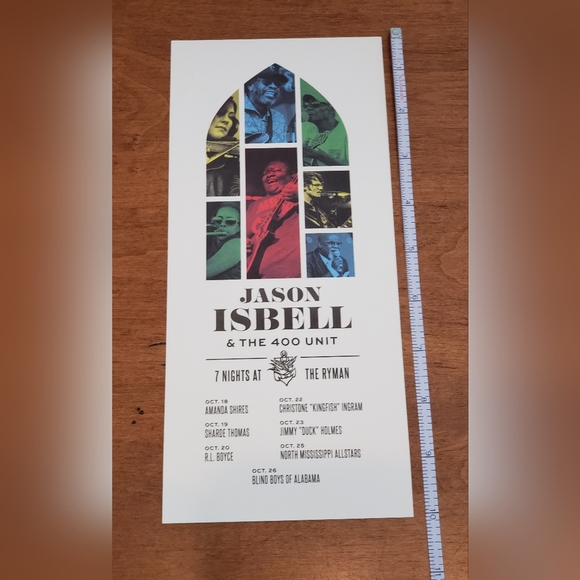 JASON
ISBELL
& THE 400 UNIT
7 NIGHTS AT THE RYMAN
OCT. 18
AMANDA SHIRES
OCT. 19
SHARDE THOMAS
OCT. 20
R.L. BOYCE
OCT. 22
CHRISTONE "KINGFISH" INGRAM
OCT. 23
JIMMY "DUCK" HOLMES
OCT. 25
NORTH MISSISSIPPI ALLSTARS
OCT. 26
BLIND BOYS OF ALABAMA